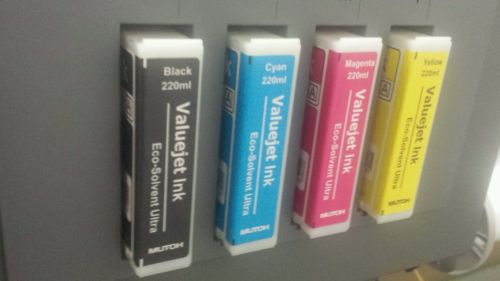 Black
220ml
Valuejet Ink
Eco-Solvent Ultra
MUTOH
Cyan
220ml
Valuejet Ink
Eco-Solvent Ultra
MUTOH
Magenta
220ml
Valuejet Ink
Eco-Solvent Ultra
MUTOH
Yellow
220ml
Valuejet Ink
Eco-Solvent Ultra
MUTOH